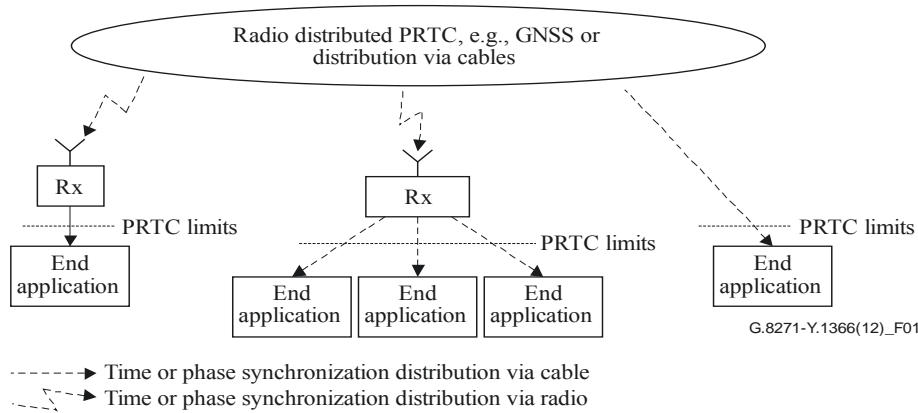 Radio distributed PRTC, e.g., GNSS or
distribution via cables
Rx
Rx
PRTC limits
PRTC limits
PRTC limits
End
application
End
application
End
application
End
application
End
application
G.8271-Y.1366(12)_F01
Time or phase synchronization distribution via cable
Time or phase synchronization distribution via radio